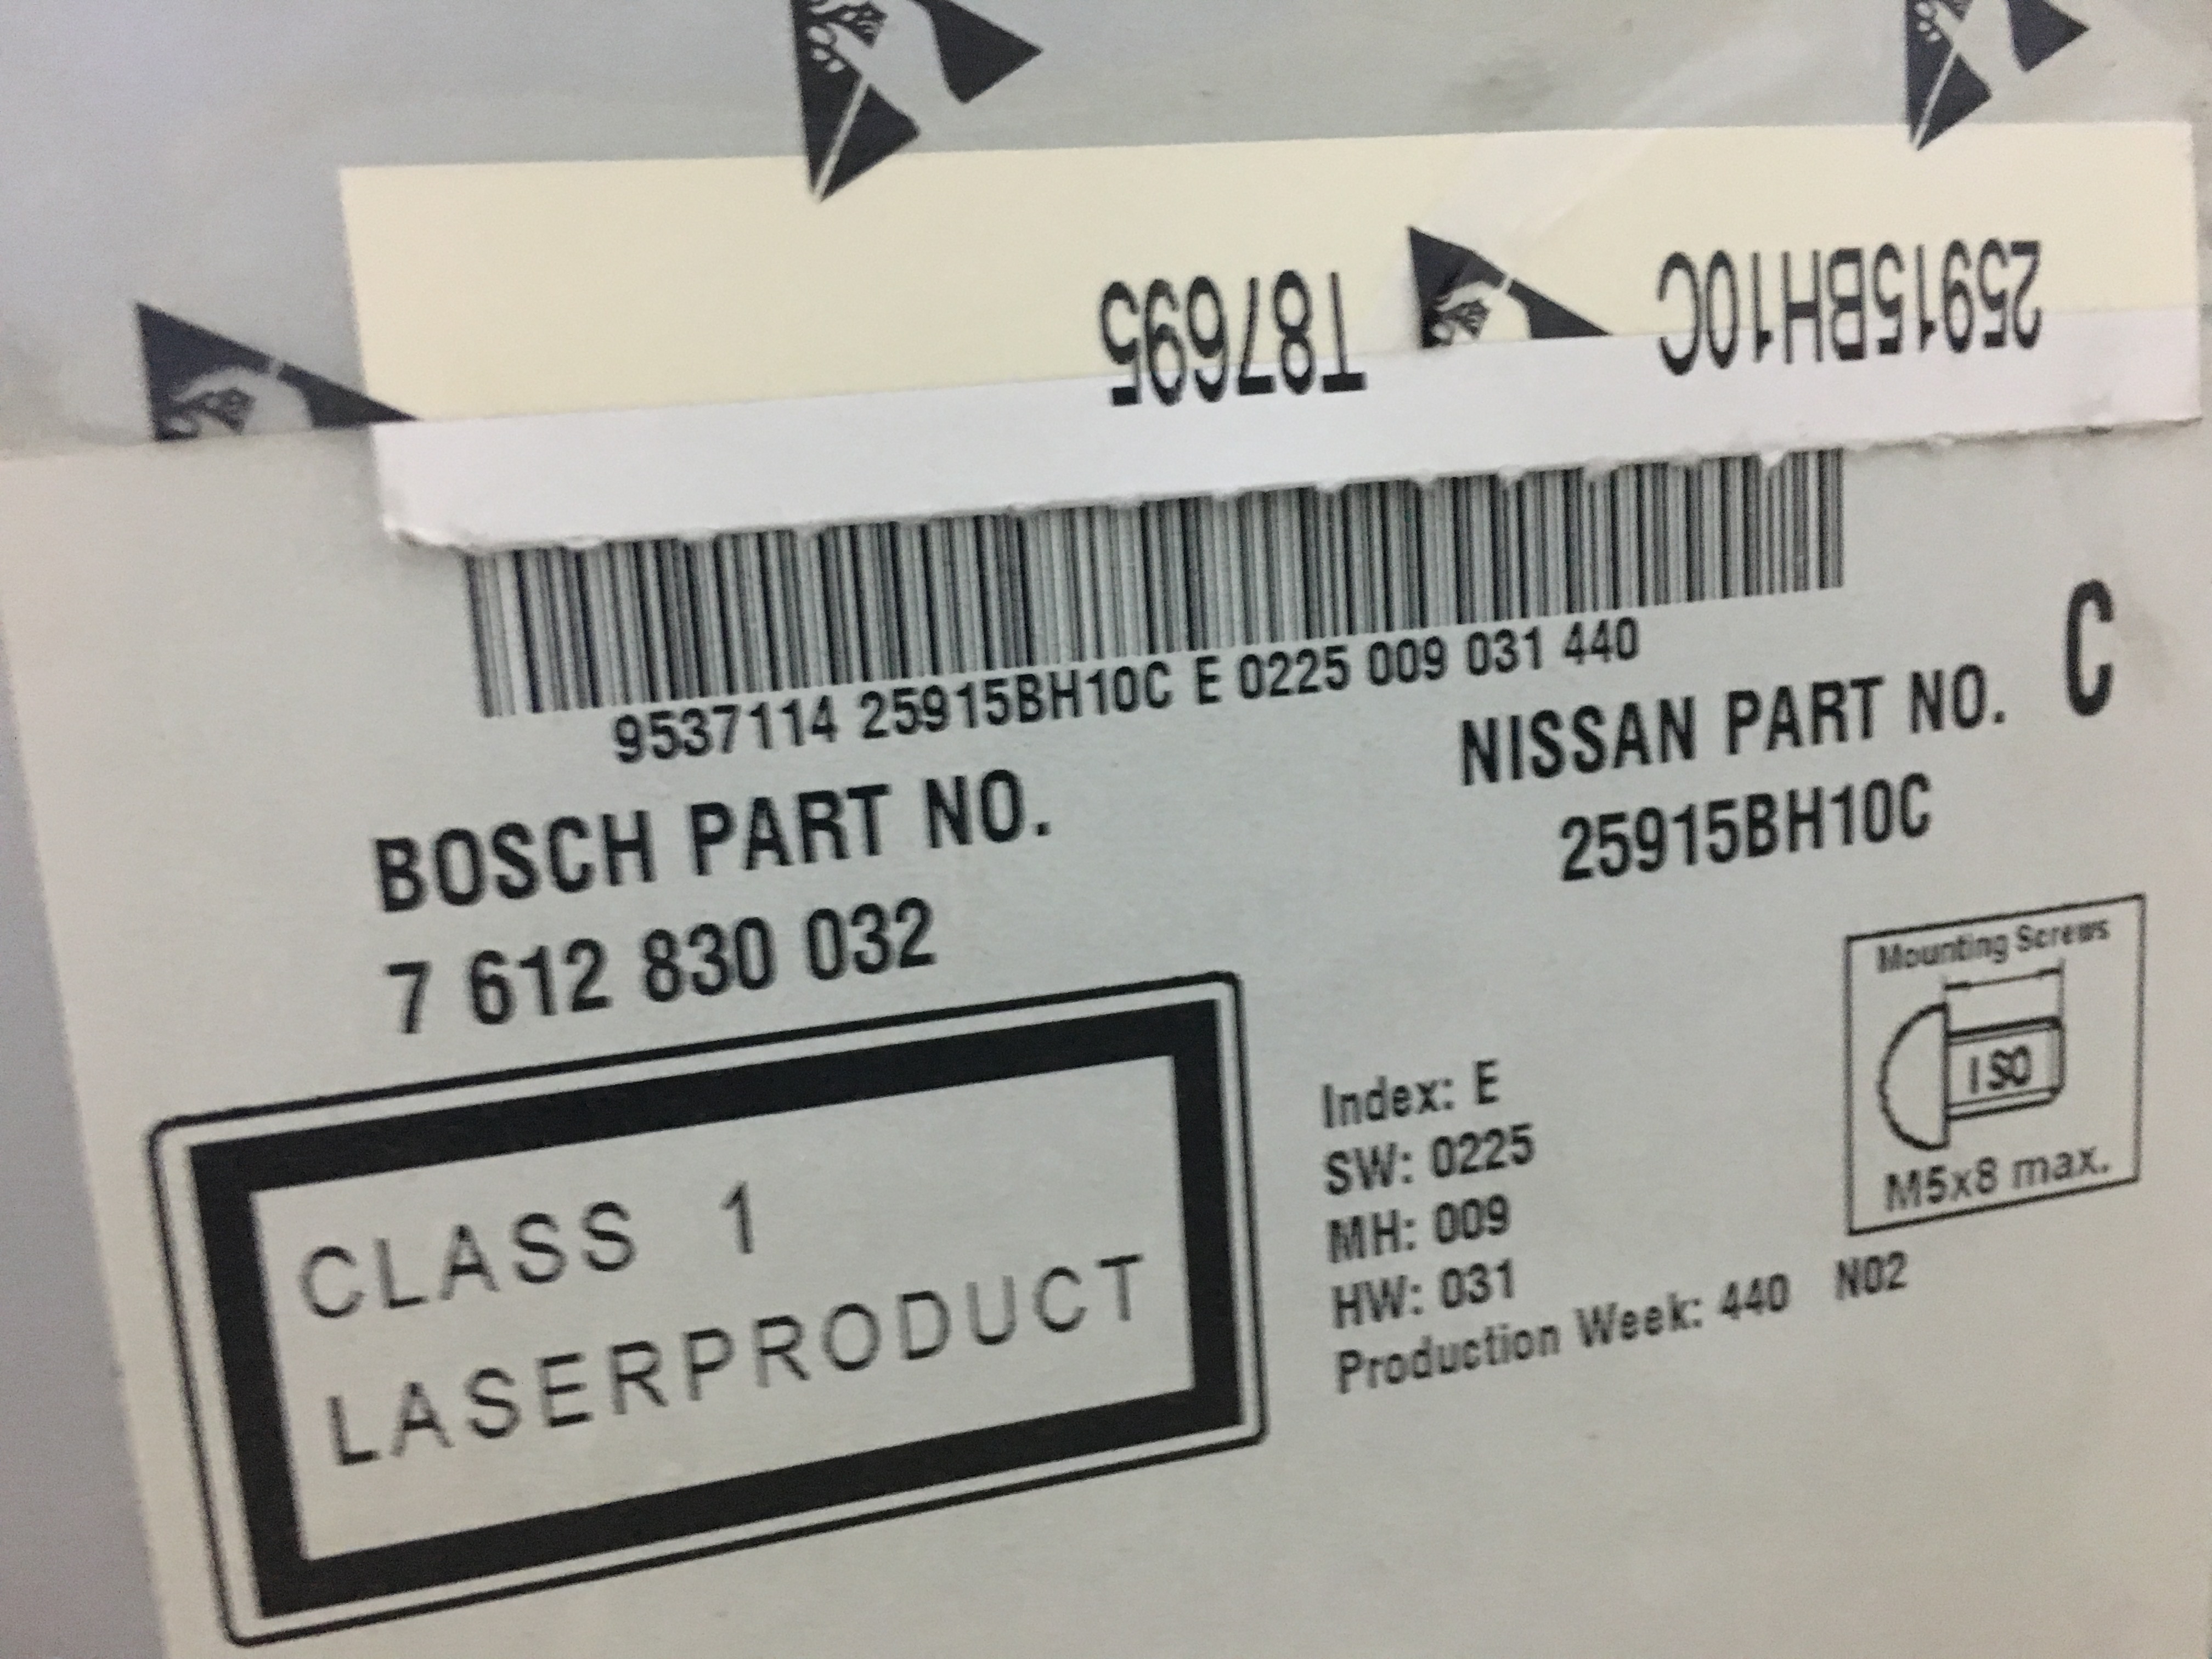 T87695
25915BH10C
9537114 25915BH10C E 0225 009 031 440
BOSCH PART NO.
7 612 830 032
NISSAN PART NO. C
25915BH10C
Mounting Screws
ISO
M5x8 max.
CLASS 1
LASERPRODUCT
Index: E
SW: 0225
MH: 009
HW: 031
Production Week: 440 N02